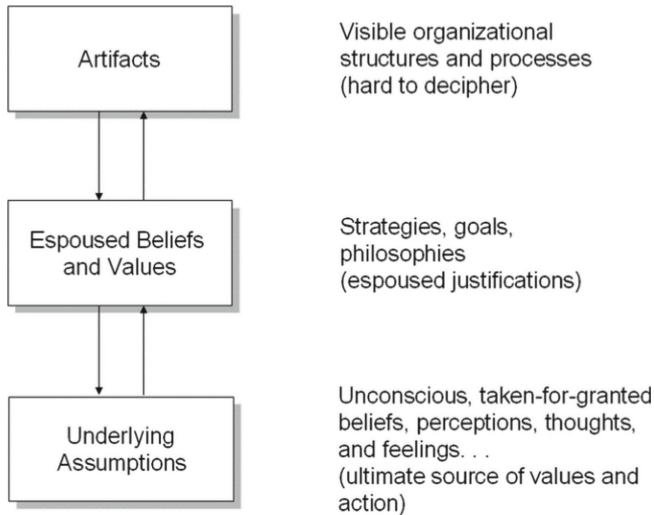 Artifacts
Visible organizational
structures and processes
(hard to decipher)
Espoused Beliefs
and Values
Strategies, goals,
philosophies
(espoused justifications)
Underlying
Assumptions
Unconscious, taken-for-granted
beliefs, perceptions, thoughts,
and feelings. . .
(ultimate source of values and
action)